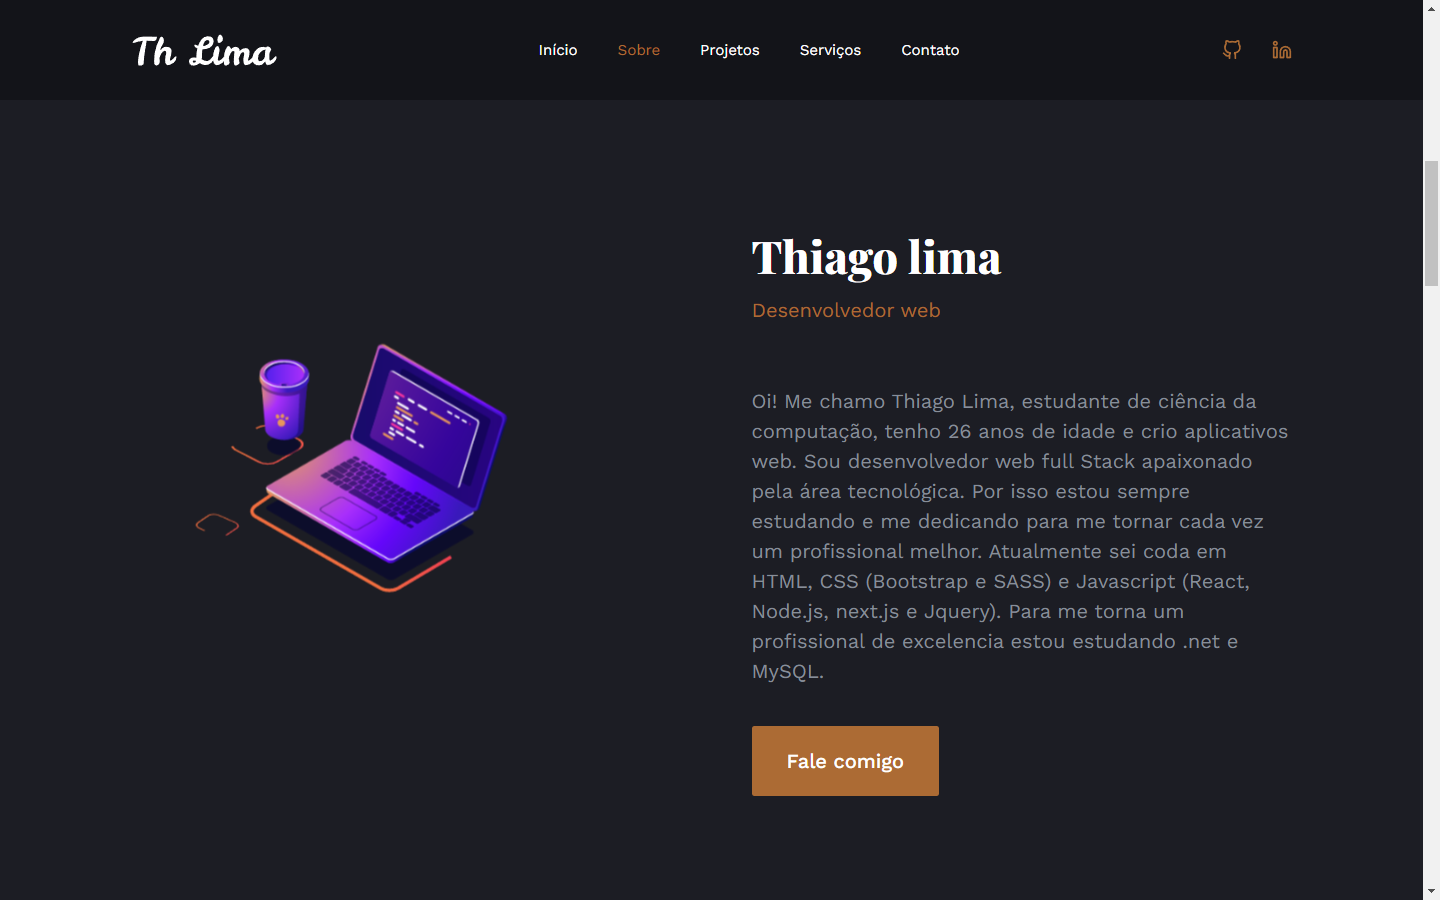 Th Lima
Início Sobre Projetos Serviços Contato
Thiago lima
Desenvolvedor web
Oi! Me chamo Thiago Lima, estudante de ciência da
computação, tenho 26 anos de idade e crio aplicativos
web. Sou desenvolvedor web full Stack apaixonado
pela área tecnológica. Por isso estou sempre
estudando e me dedicando para me tornar cada vez
um profissional melhor. Atualmente sei coda em
HTML, CSS (Bootstrap e SASS) e Javascript (React,
Node.js, next.js e Jquery). Para me torna um
profissional de excelencia estou estudando .net e
MySQL.
Fale comigo